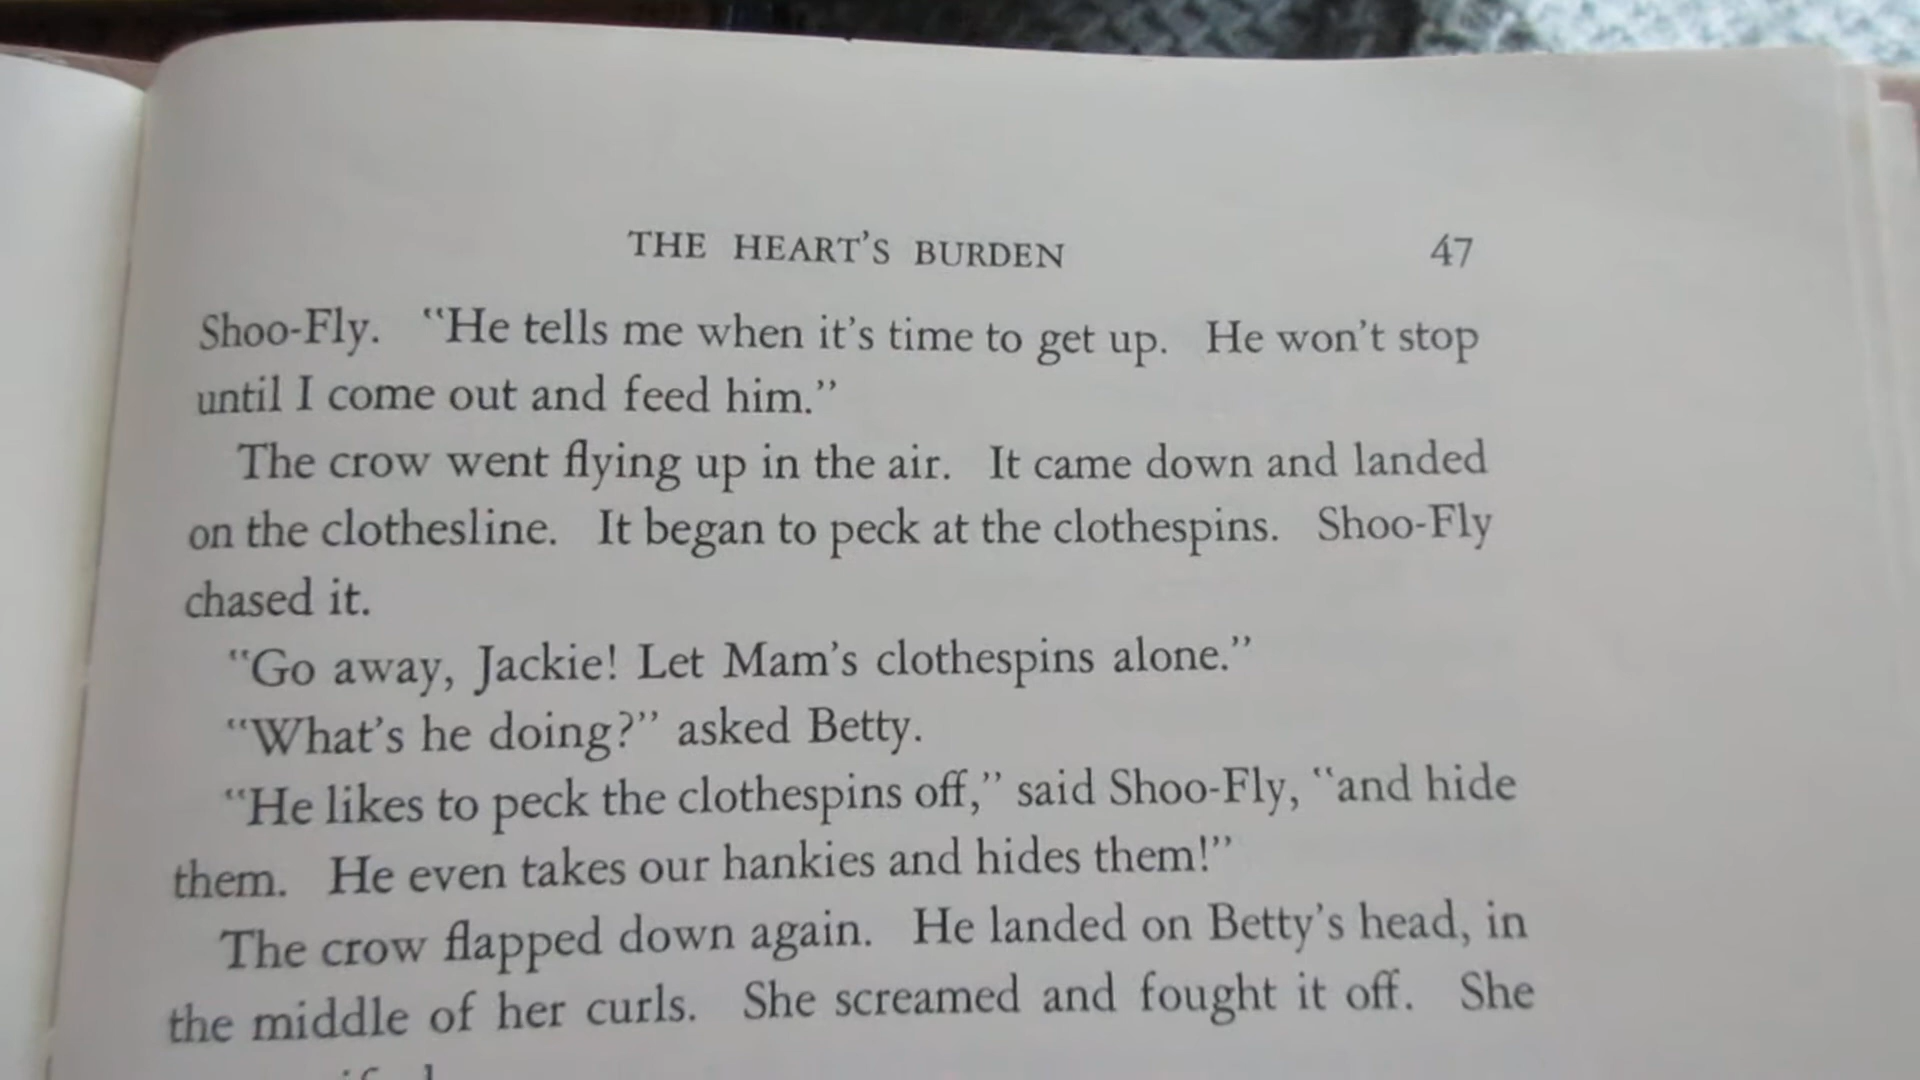 THE HEART'S BURDEN 47
Shoo-Fly. "He tells me when it's time to get up. He won't stop
until I come out and feed him."
The crow went flying up in the air. It came down and landed
on the clothesline. It began to peck at the clothespins. Shoo-Fly
chased it.
"Go away, Jackie! Let Mam's clothespins alone."
"What's he doing?" asked Betty.
"He likes to peck the clothespins off," said Shoo-Fly, "and hide
them. He even takes our hankies and hides them!"
The crow flapped down again. He landed on Betty's head, in
the middle of her curls. She screamed and fought it off. She